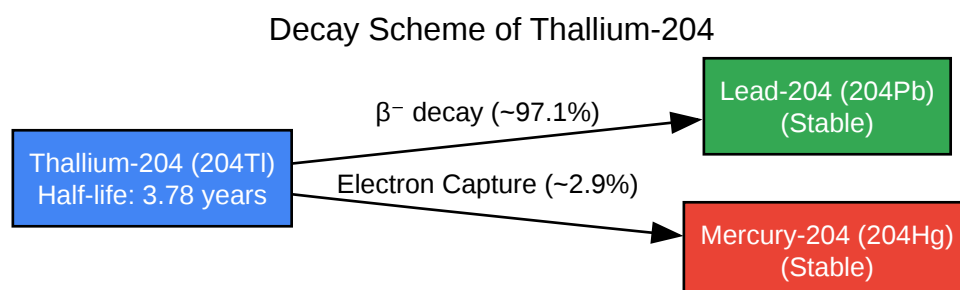 Decay Scheme of Thallium-204
Lead-204 (204Pb)
(Stable)
β⁻ decay (~97.1%)
Thallium-204 (204Tl)
Half-life: 3.78 years
Electron Capture (~2.9%)
Mercury-204 (204Hg)
(Stable)